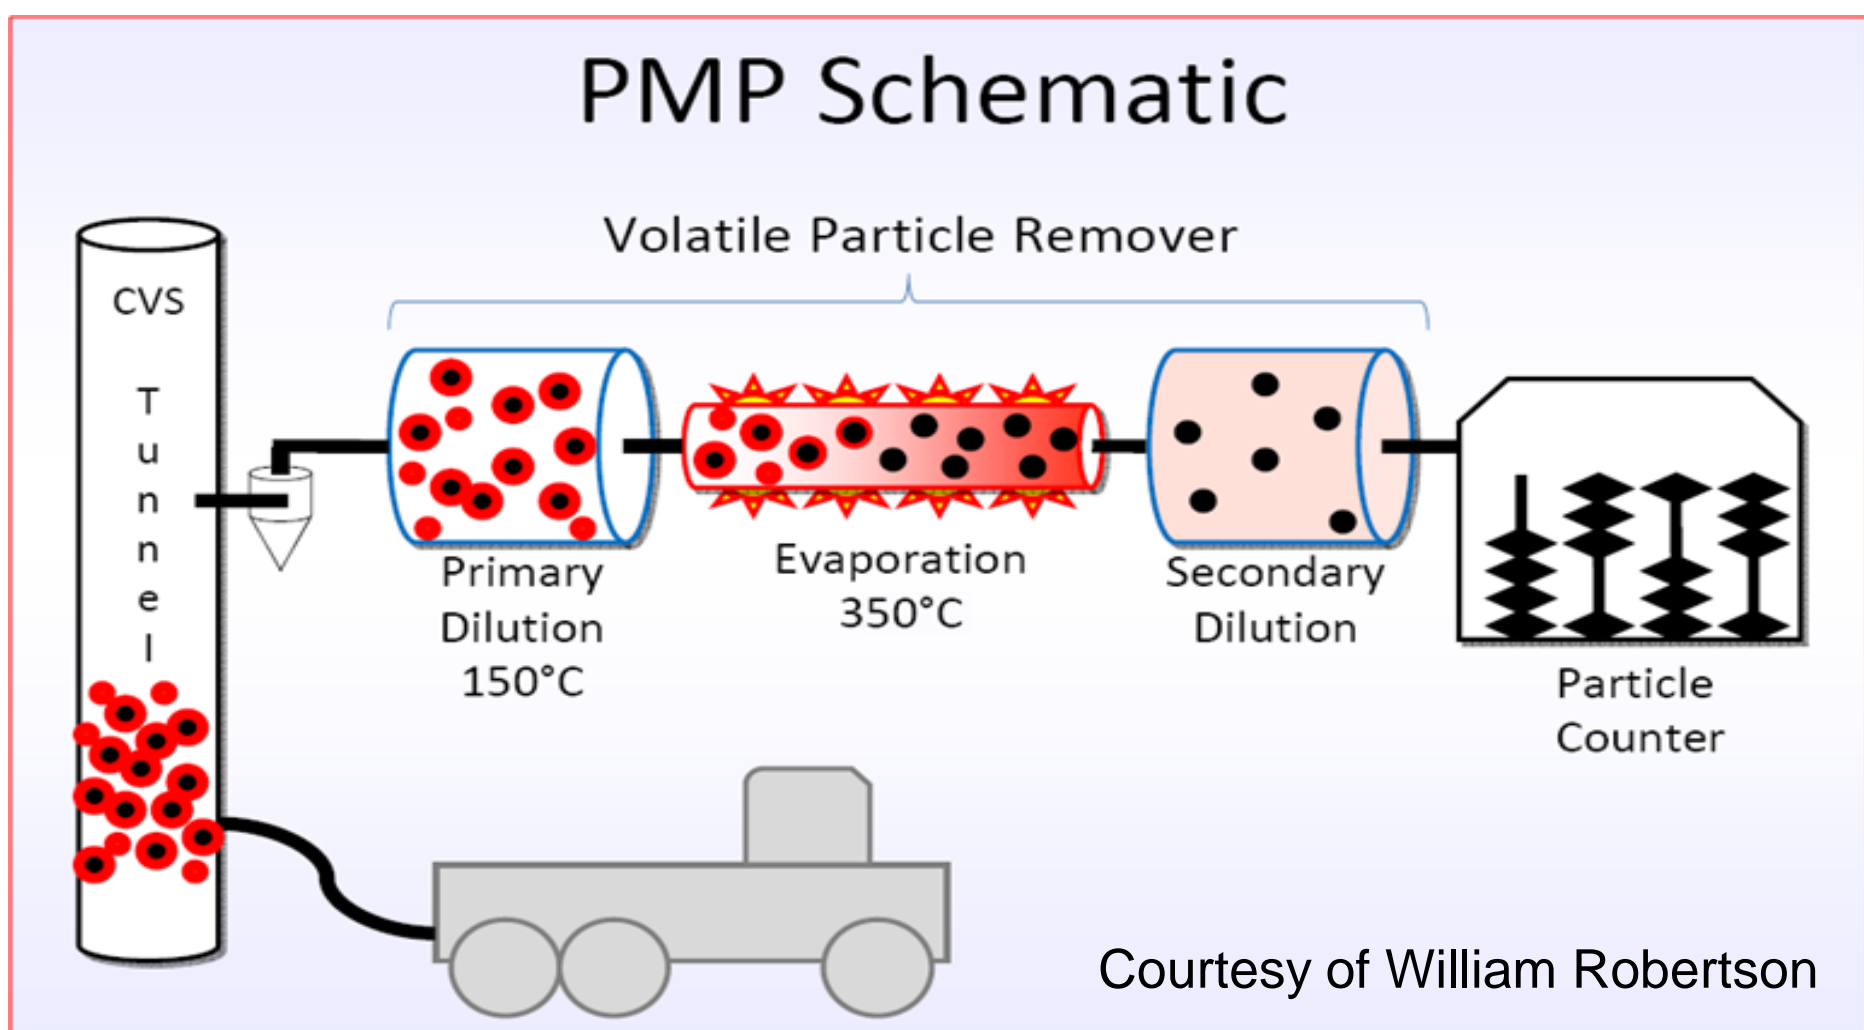 PMP Schematic
Volatile Particle Remover
CVS
T
u
n
n
e
l
Primary
Dilution
150°C
Evaporation
350°C
Secondary
Dilution
Particle
Counter
Courtesy of William Robertson